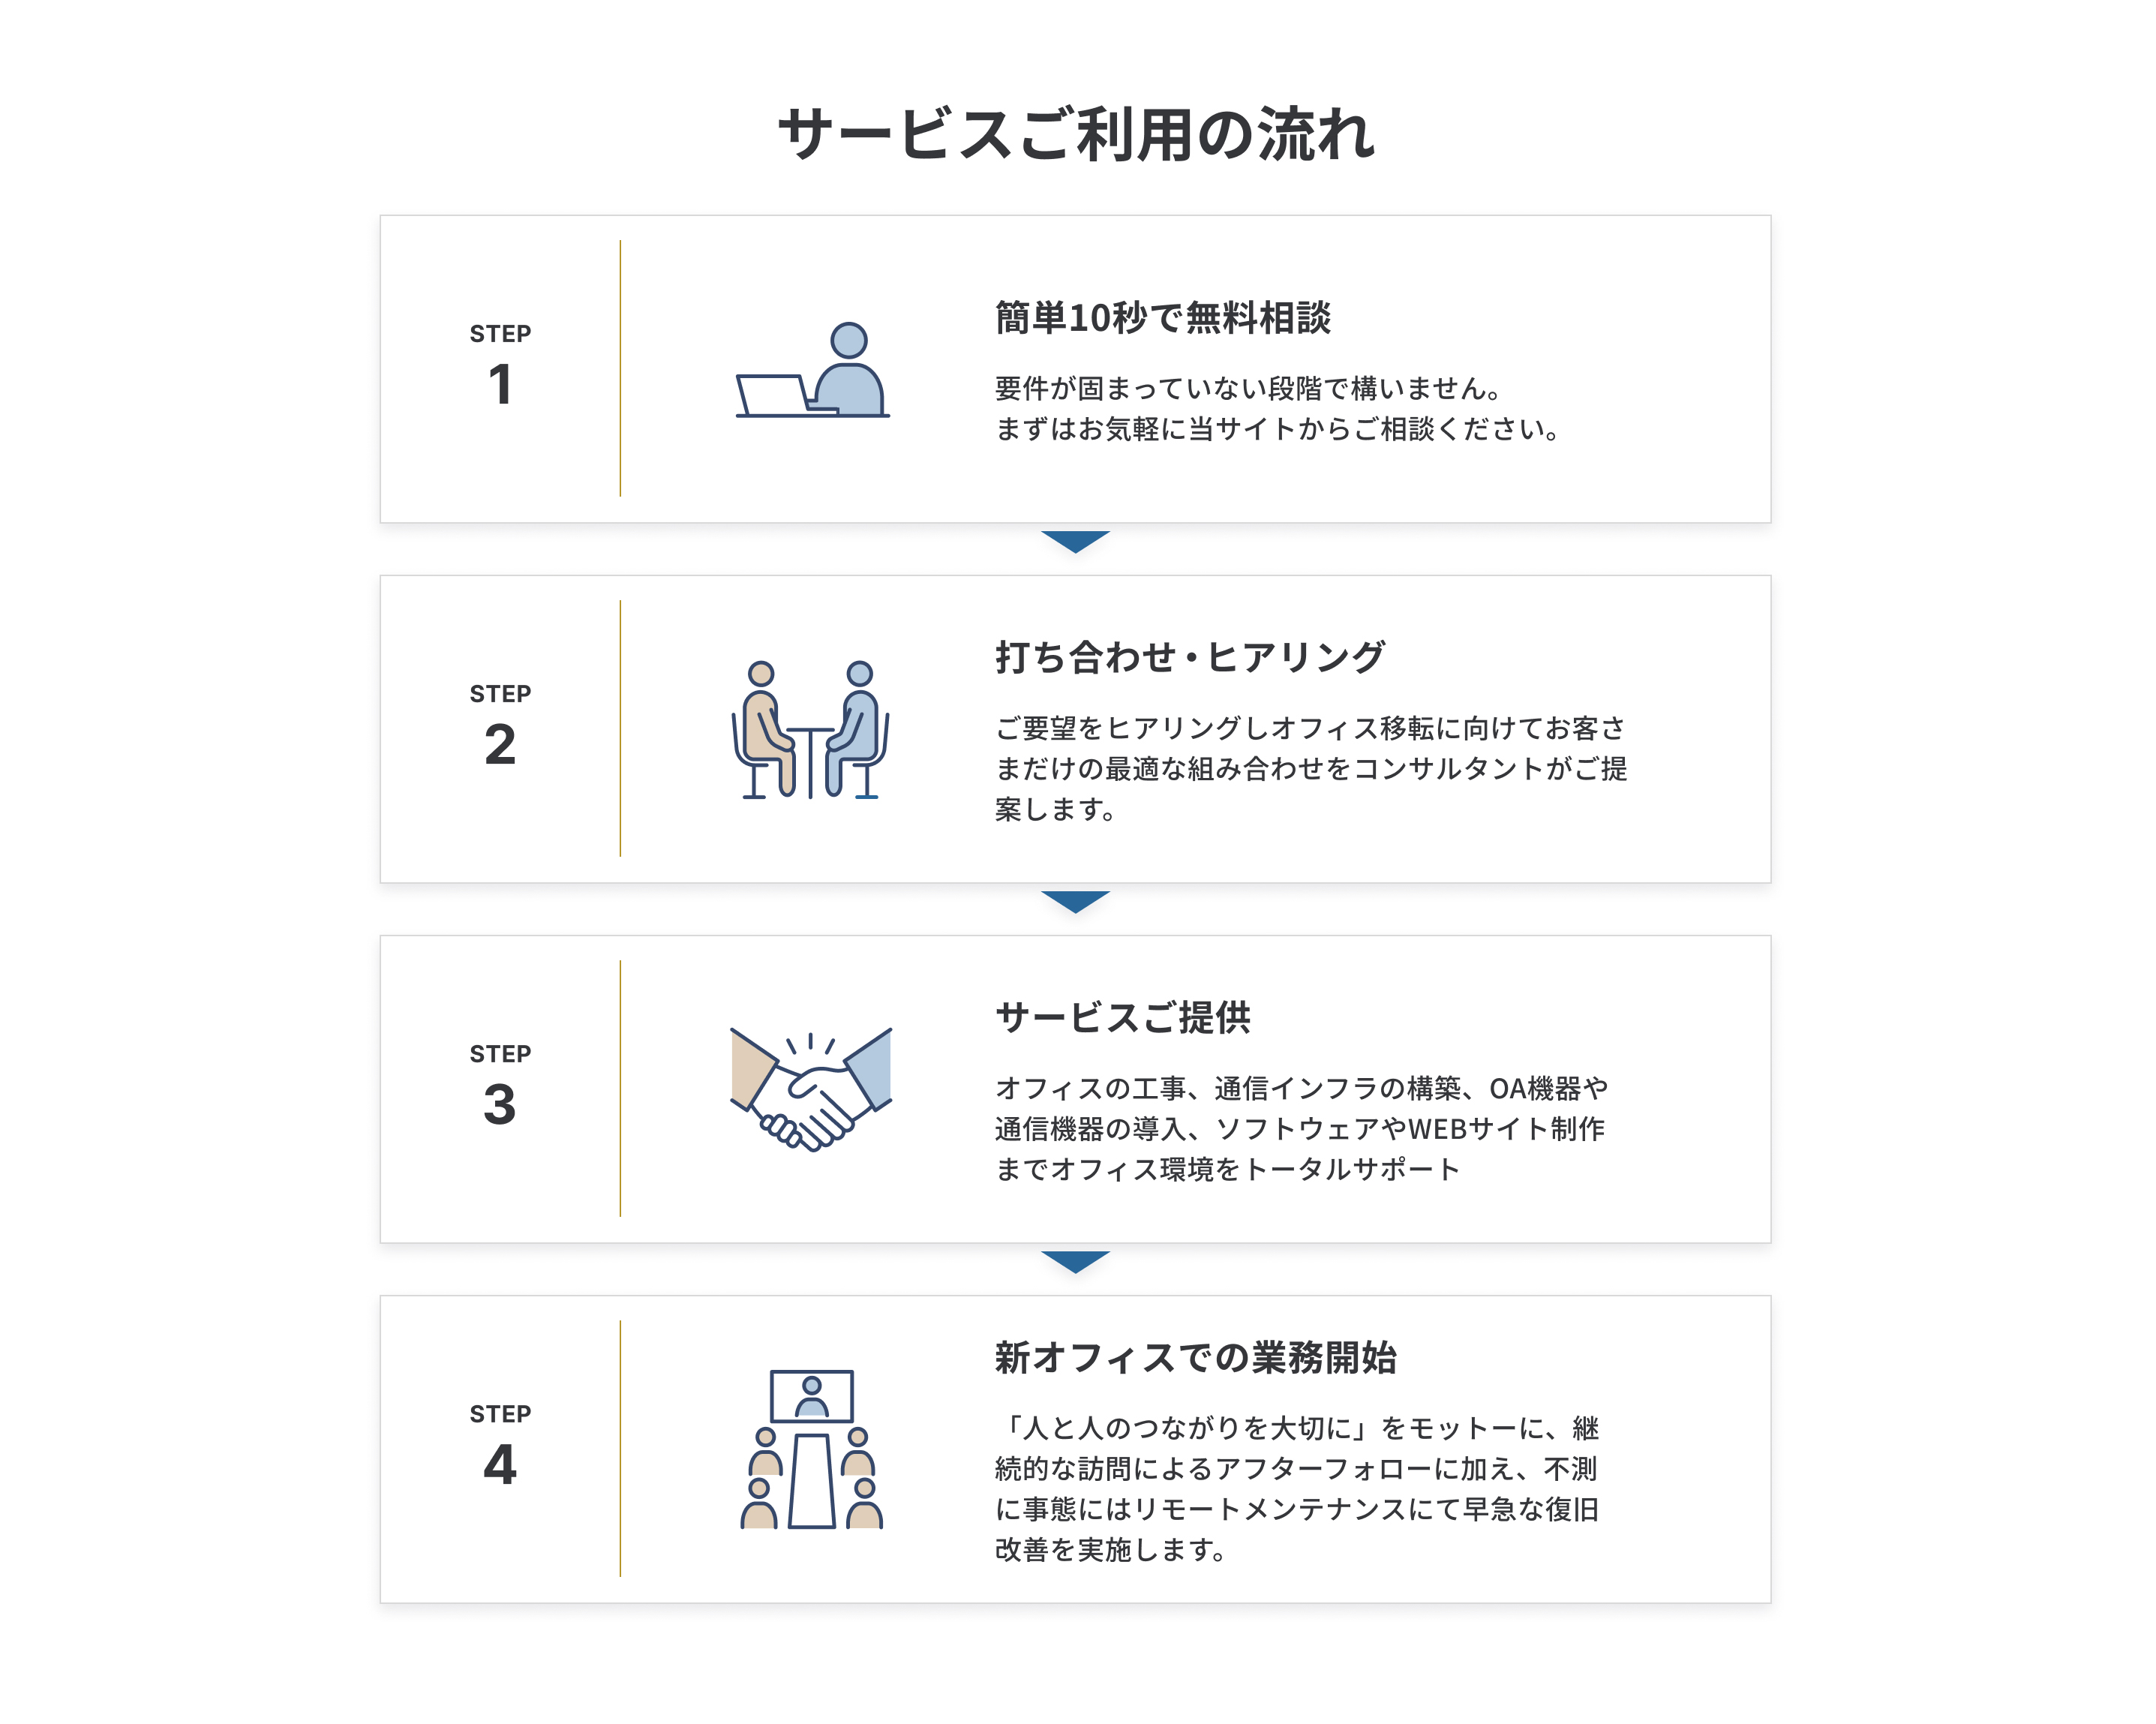 サービスご利用の流れ
STEP
1
簡単10秒で無料相談
要件が固まっていない段階で構いません。
まずはお気軽に当サイトからご相談ください。
STEP
2
打ち合わせ・ヒアリング
ご要望をヒアリングしオフィス移転に向けてお客さ
まだけの最適な組み合わせをコンサルタントがご提
案します。
STEP
3
サービスご提供
オフィスの工事、通信インフラの構築、OA機器や
通信機器の導入、ソフトウェアやWEBサイト制作
までオフィス環境をトータルサポート
STEP
4
新オフィスでの業務開始
「人と人のつながりを大切に」をモットーに、継
続的な訪問によるアフターフォローに加え、不測
に事態にはリモートメンテナンスにて早急な復旧
改善を実施します。